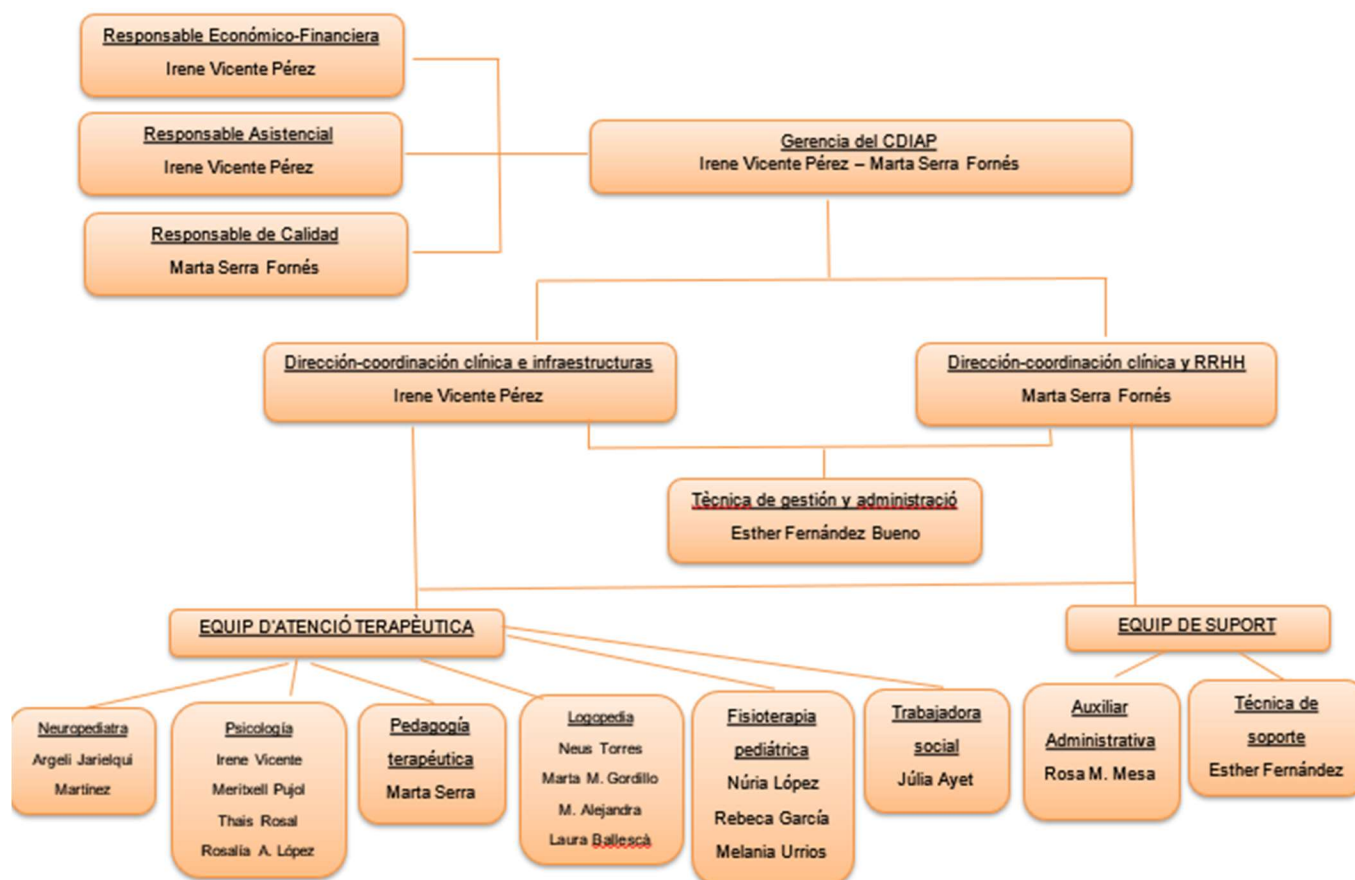 Responsable Económico-Financiera
Irene Vicente Pérez
Responsable Asistencial
Irene Vicente Pérez
Responsable de Calidad
Marta Serra Fornés
Gerencia del CDIAP
Irene Vicente Pérez – Marta Serra Fornés
Dirección-coordinación clínica e infraestructuras
Irene Vicente Pérez
Dirección-coordinación clínica y RRHH
Marta Serra Fornés
Tècnica de gestión y administració
Esther Fernández Bueno
EQUIP D'ATENCIÓ TERAPÈUTICA
EQUIP DE SUPORT
Neuropediatra
Argeli Jarielqui
Martínez
Psicología
Irene Vicente
Meritxell Pujol
Thais Rosal
Rosalía A. López
Pedagogía
terapéutica
Marta Serra
Logopedia
Neus Torres
Marta M. Gordillo
M. Alejandra
Laura Ballescà
Fisioterapia
pediátrica
Núria López
Rebeca García
Melania Urrios
Trabajadora
social
Júlia Ayet
Auxiliar
Administrativa
Rosa M. Mesa
Técnica de
soporte
Esther Fernández